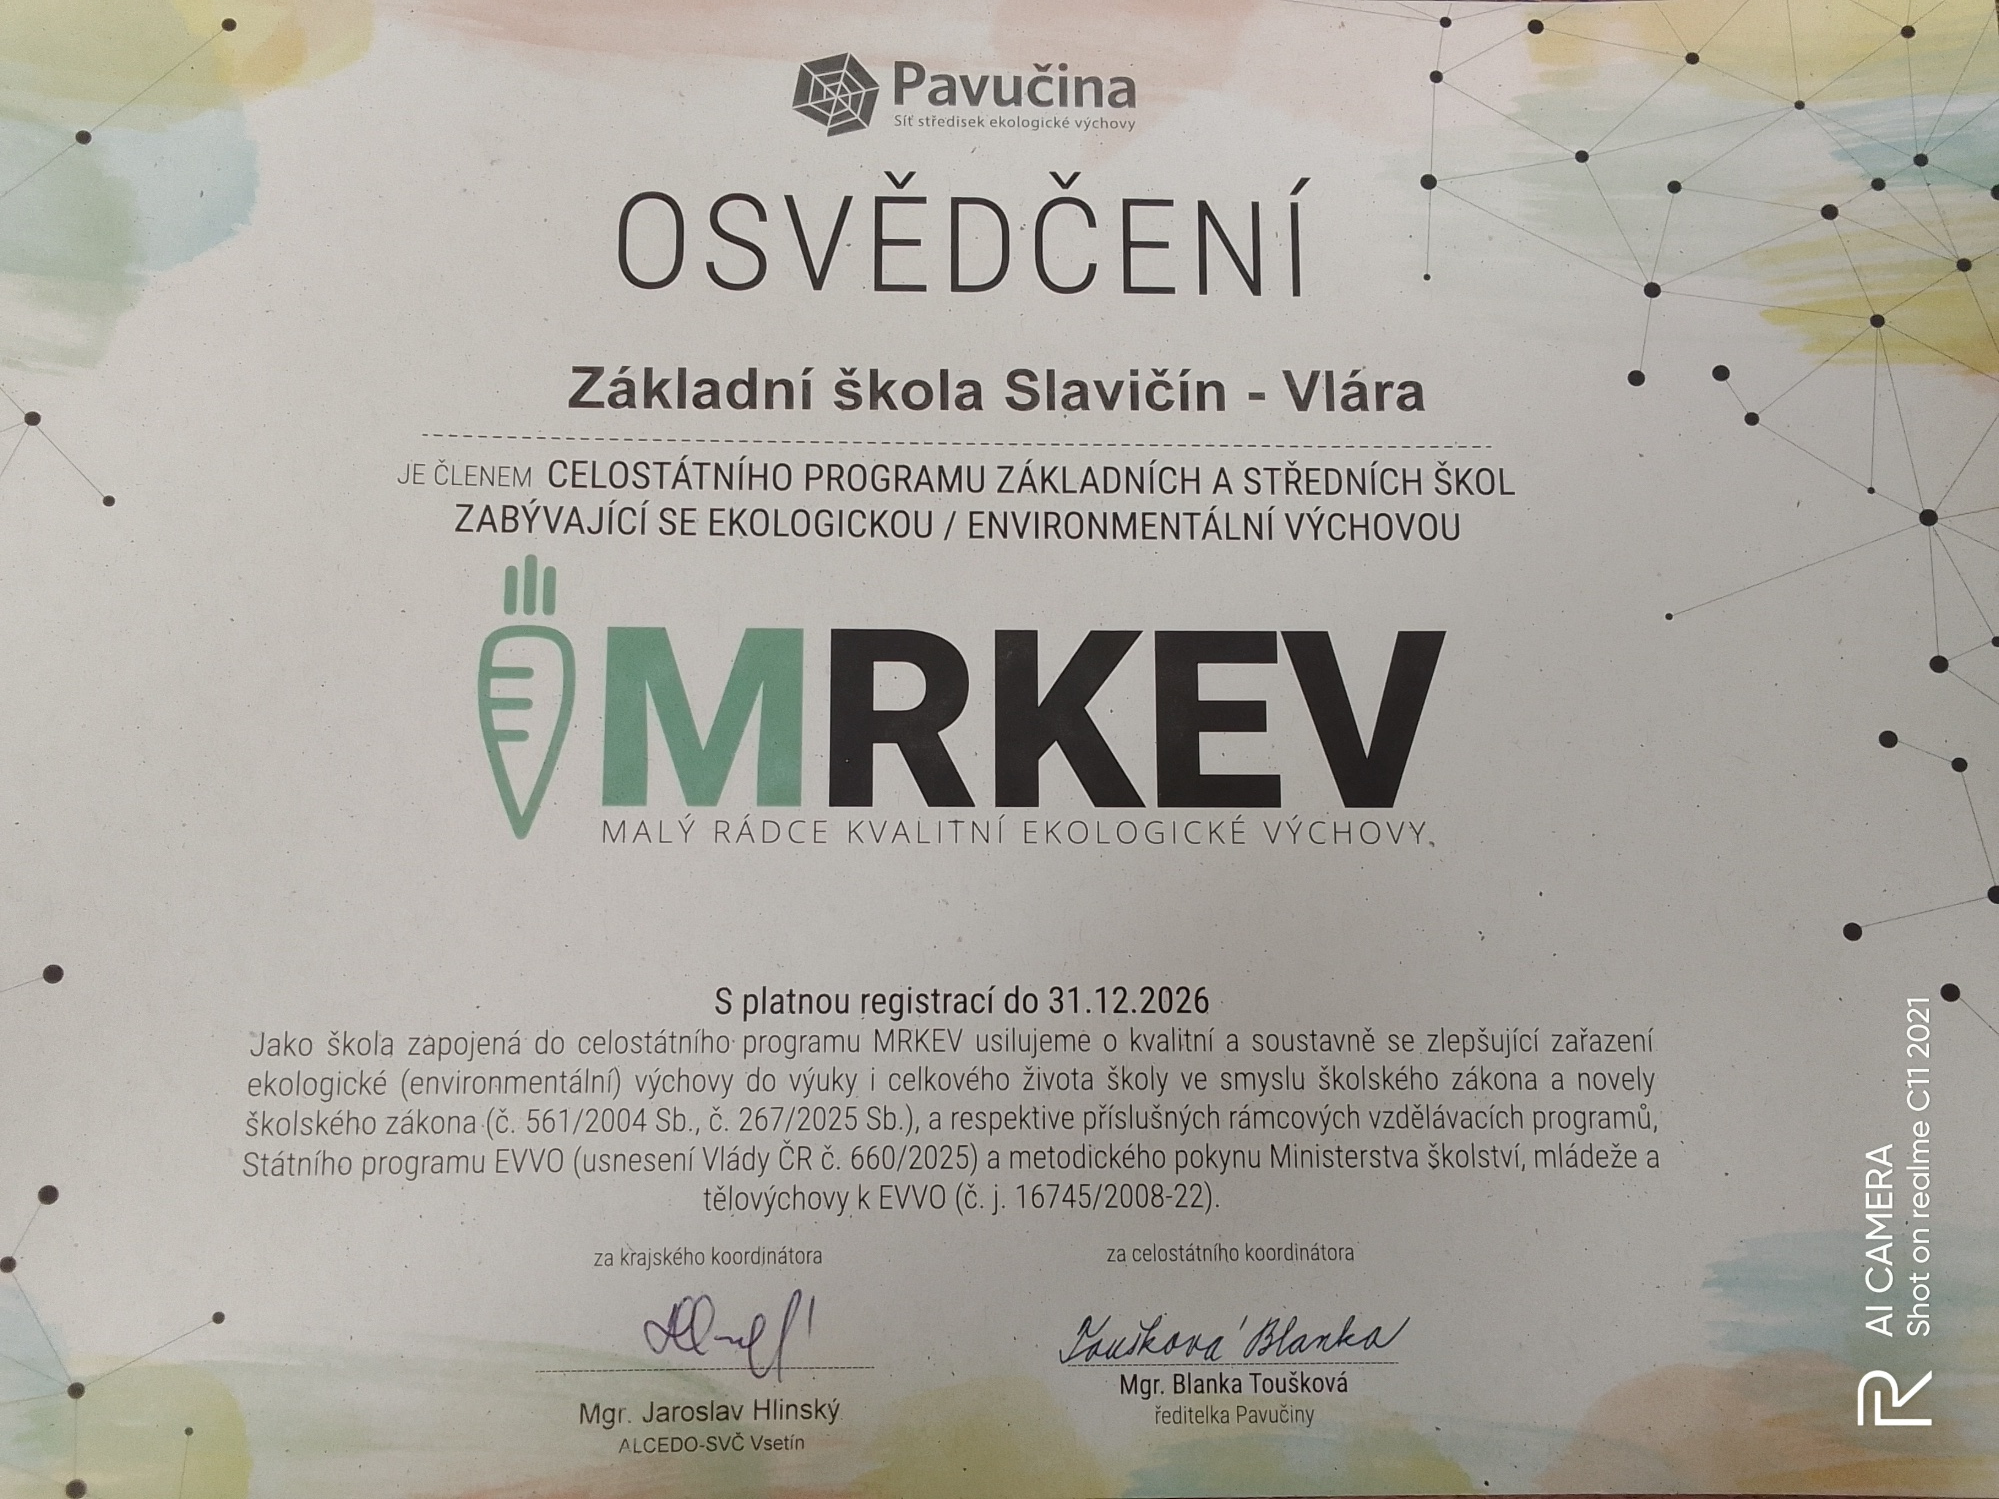 Pavučina
Síť středisek ekologické výchovy
OSVĚDČENÍ
Základní škola Slavičín - Vlára
JE ČLENEM CELOSTÁTNÍHO PROGRAMU ZÁKLADNÍCH A STŘEDNÍCH ŠKOL
ZABÝVAJÍCÍ SE EKOLOGICKOU / ENVIRONMENTÁLNÍ VÝCHOVOU
MRKEV
MALÝ RÁDCE KVALITNÍ EKOLOGICKÉ VÝCHOVY
S platnou registrací do 31.12.2026
Jako škola zapojená do celostátního programu MRKEV usilujeme o kvalitní a soustavně se zlepšující zařazení
ekologické (environmentální) výchovy do výuky i celkového života školy ve smyslu školského zákona a novely
školského zákona (č. 561/2004 Sb., č. 267/2025 Sb.), a respektive příslušných rámcových vzdělávacích programů,
Státního programu EVVO (usnesení Vlády ČR č. 660/2025) a metodického pokynu Ministerstva školství, mládeže a
tělovýchovy k EVVO (č. j. 16745/2008-22).
za krajského koordinátora
za celostátního koordinátora
Toušková Blanka
Mgr. Jaroslav Hlinský
ALCEDO-SVČ Vsetín
Mgr. Blanka Toušková
ředitelka Pavučiny
AI CAMERA
Shot on realme C11 2021